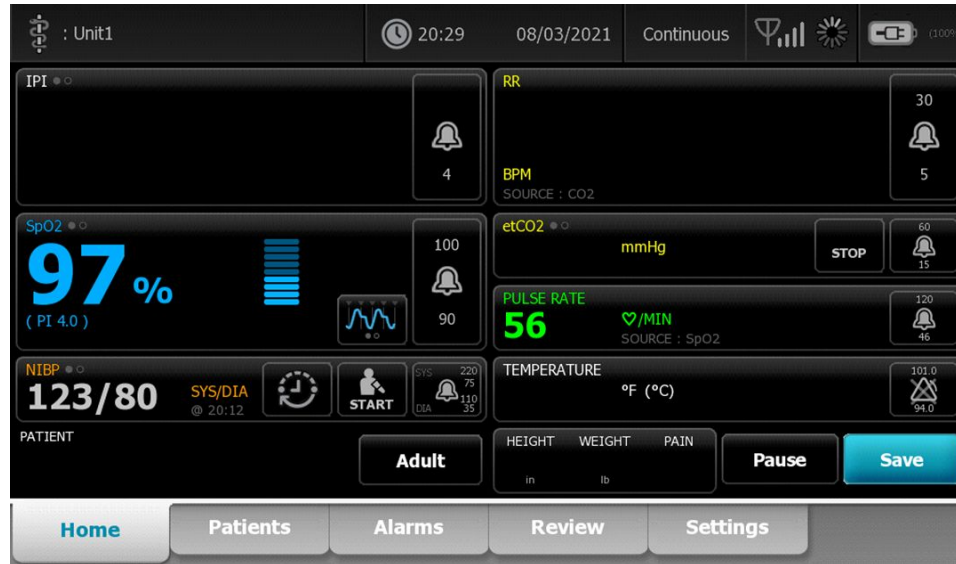 : Unit1
20:29
08/03/2021
Continuous
(100%
IPI
4
RR
30
BPM
5
SOURCE : CO2
SpO2
97 %
( PI 4.0 )
100
90
etCO2
mmHg
STOP
60
15
PULSE RATE
56
/MIN
SOURCE : SpO2
120
46
NIBP
123/80
SYS/DIA
@ 20:12
START
SYS 220
75
110
DIA 35
TEMPERATURE
°F (°C)
101.0
94.0
PATIENT
Adult
HEIGHT WEIGHT PAIN
in lb
Pause
Save
Home
Patients
Alarms
Review
Settings